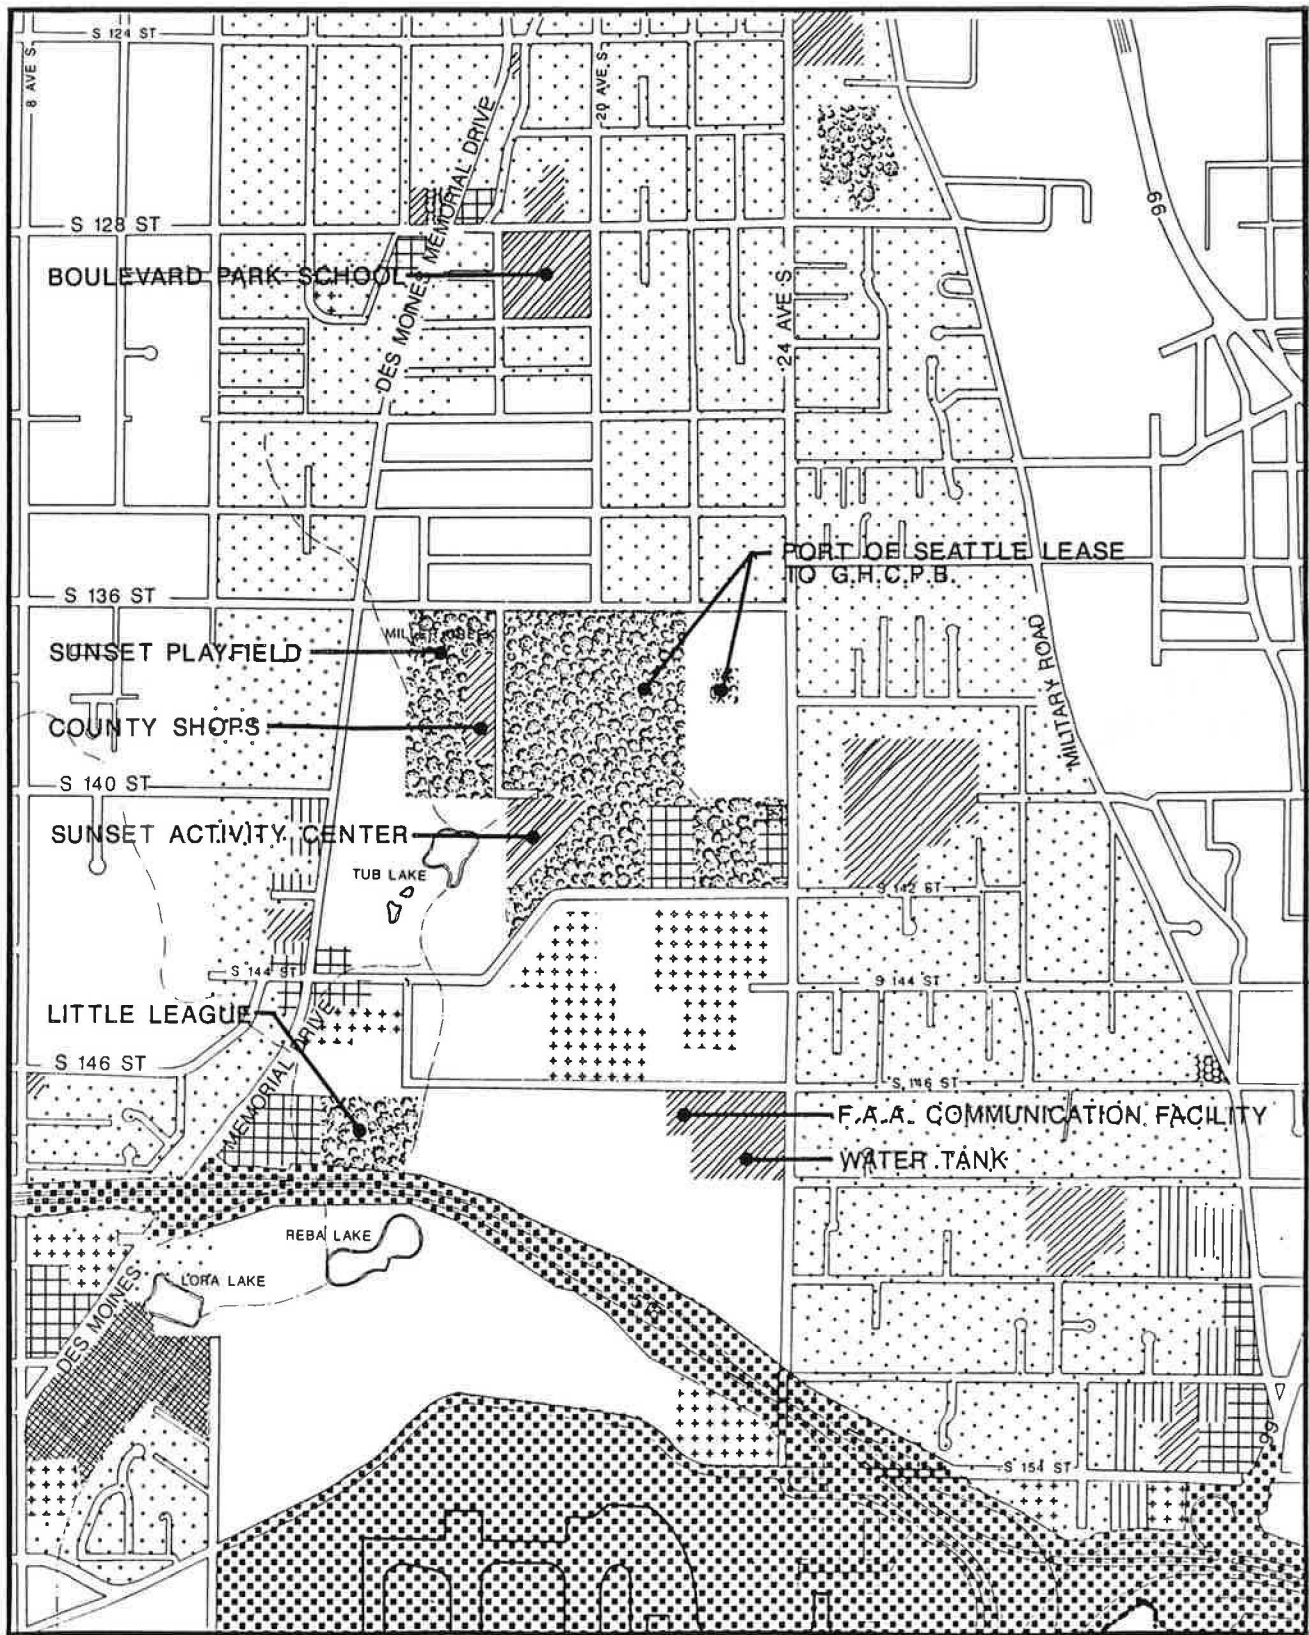 S 124 ST
8 AVE S
20 AVE S
DES MOINES MEMORIAL DRIVE
99
S 128 ST
BOULEVARD PARK SCHOOL
24 AVE S
PORT OF SEATTLE LEASE
TO G.H.C.P.B.
S 136 ST
MILLER CREEK
SUNSET PLAYFIELD
MILITARY ROAD
COUNTY SHOPS
S 140 ST
SUNSET ACTIVITY CENTER
TUB LAKE
S 142 ST
S 144 ST
S 144 ST
LITTLE LEAGUE
S 146 ST
MEMORIAL DRIVE
S. 146 ST
F.A.A. COMMUNICATION FACILITY
WATER TANK
REBA LAKE
LORA LAKE
DES MOINES
99
S 154 ST